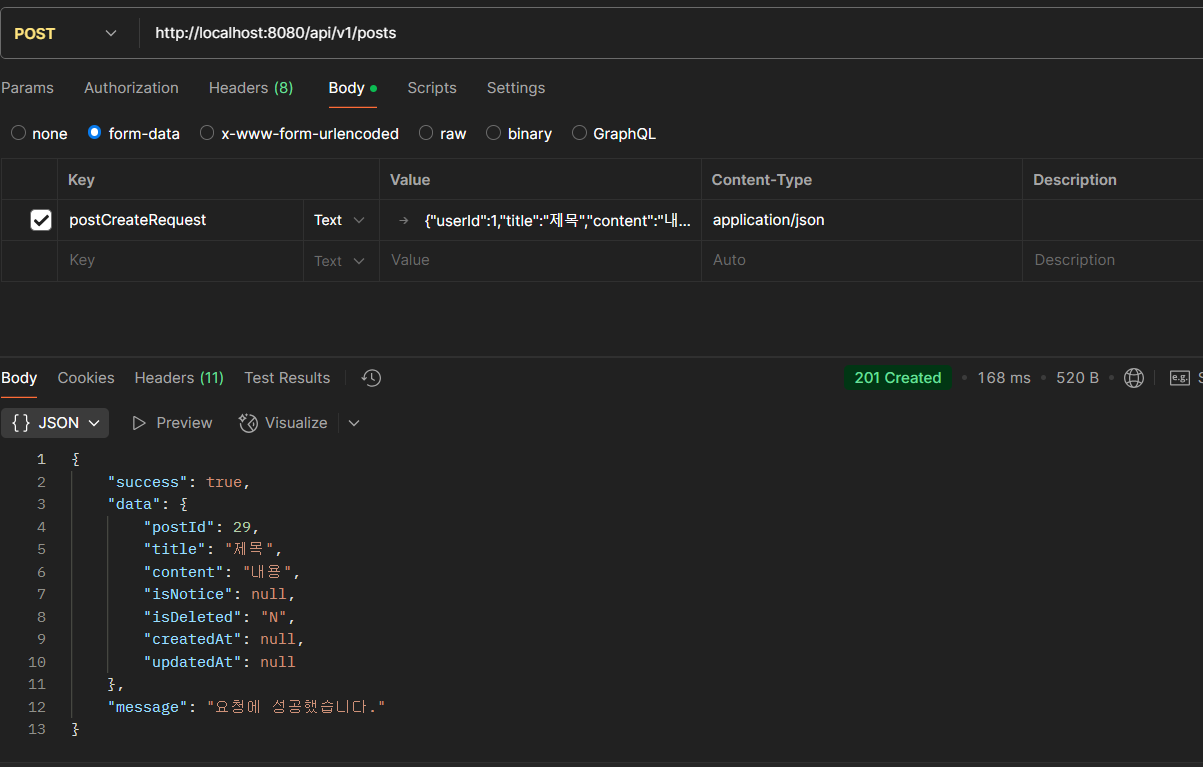 POST http://localhost:8080/api/v1/posts
Params Authorization Headers (8) Body Scripts Settings
none form-data x-www-form-urlencoded raw binary GraphQL
Key Value Content-Type Description
postCreateRequest Text → {"userId":1,"title":"제목","content":"내... application/json
Key Text Value Auto Description
Body Cookies Headers (11) Test Results 201 Created • 168 ms • 520 B • e.g. S
{} JSON Preview Visualize
1 {
2 "success": true,
3 "data": {
4 "postId": 29,
5 "title": "제목",
6 "content": "내용",
7 "isNotice": null,
8 "isDeleted": "N",
9 "createdAt": null,
10 "updatedAt": null
11 },
12 "message": "요청에 성공했습니다."
13 }